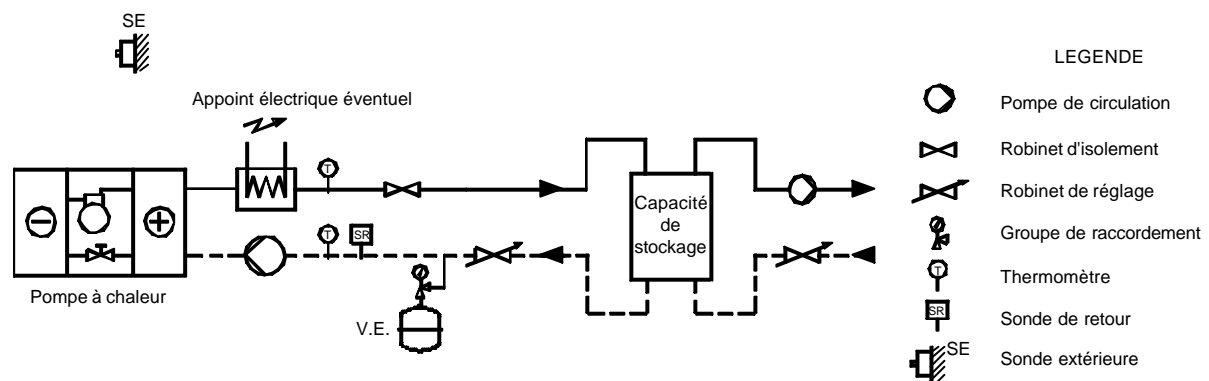 SE
Appoint électrique éventuel
T
T
SR
Pompe à chaleur
V.E.
Capacité
de
stockage
LEGENDE
Pompe de circulation
Robinet d'isolement
Robinet de réglage
Groupe de raccordement
T
Thermomètre
SR
Sonde de retour
SE
Sonde extérieure